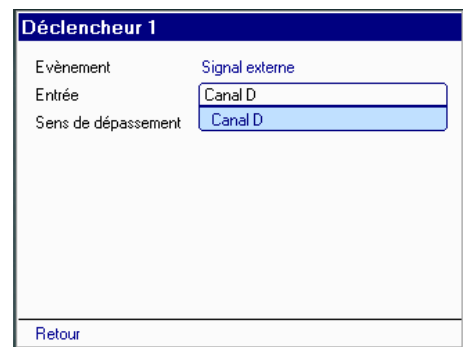 Déclencheur 1
Evènement Signal externe
Entrée Canal D
Sens de dépassement Canal D
Retour